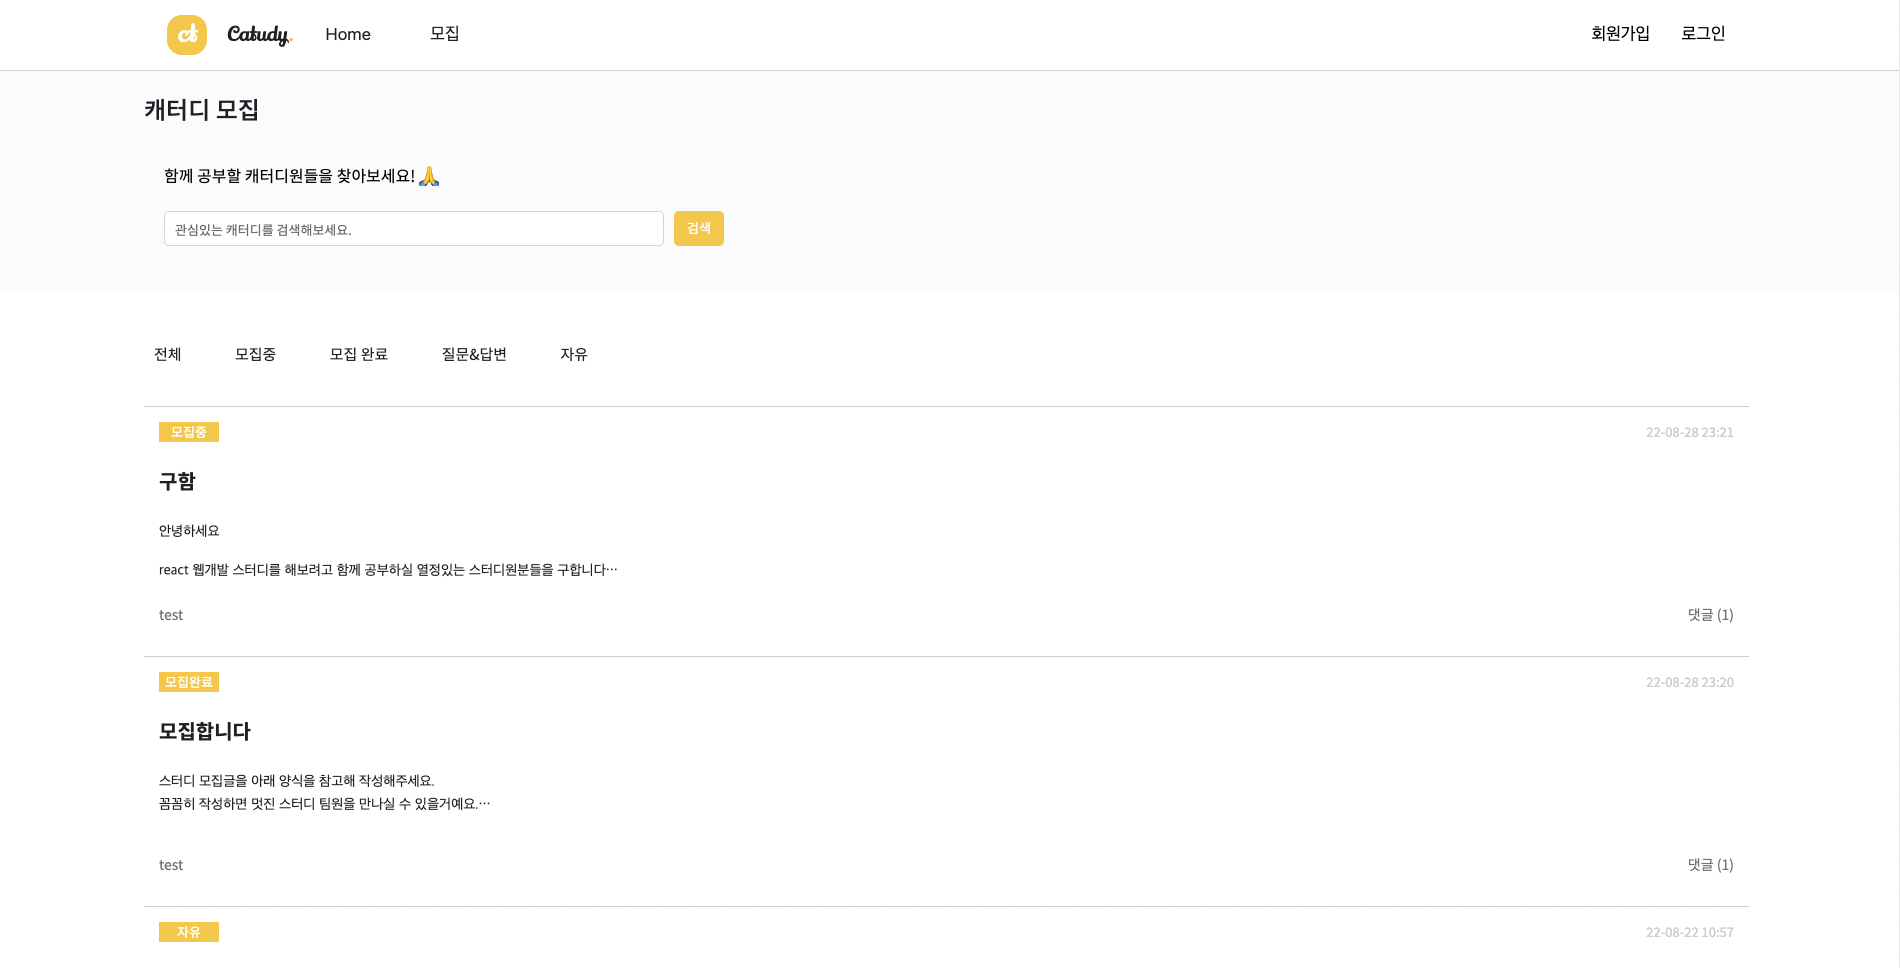 ct Catudy. Home 모집 회원가입 로그인
캐터디 모집
함께 공부할 캐터디원들을 찾아보세요! 🙏
관심있는 캐터디를 검색해보세요. 검색
전체 모집중 모집 완료 질문&답변 자유
모집중 22-08-28 23:21
구함
안녕하세요
react 웹개발 스터디를 해보려고 함께 공부하실 열정있는 스터디원분들을 구합니다…
test 댓글 (1)
모집완료 22-08-28 23:20
모집합니다
스터디 모집글을 아래 양식을 참고해 작성해주세요.
꼼꼼히 작성하면 멋진 스터디 팀원을 만나실 수 있을거예요.…
test 댓글 (1)
자유 22-08-22 10:57